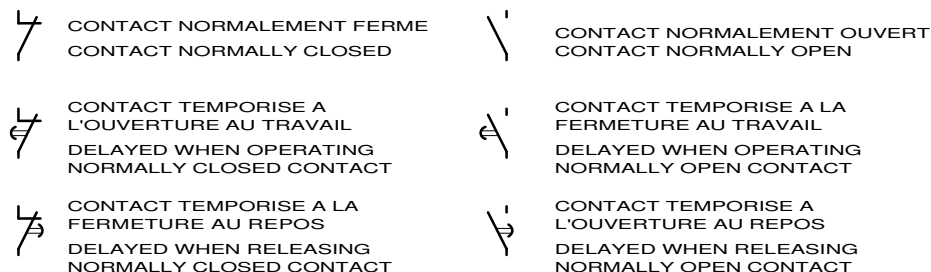 CONTACT NORMALEMENT FERME
CONTACT NORMALLY CLOSED
CONTACT NORMALEMENT OUVERT
CONTACT NORMALLY OPEN
CONTACT TEMPORISE A
L'OUVERTURE AU TRAVAIL
DELAYED WHEN OPERATING
NORMALLY CLOSED CONTACT
CONTACT TEMPORISE A LA
FERMETURE AU TRAVAIL
DELAYED WHEN OPERATING
NORMALLY OPEN CONTACT
CONTACT TEMPORISE A LA
FERMETURE AU REPOS
DELAYED WHEN RELEASING
NORMALLY CLOSED CONTACT
CONTACT TEMPORISE A
L'OUVERTURE AU REPOS
DELAYED WHEN RELEASING
NORMALLY OPEN CONTACT